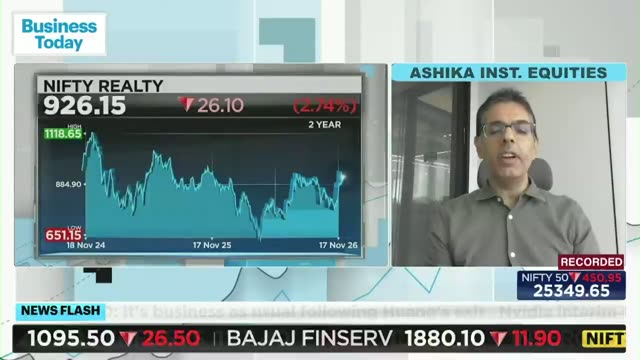 Business
Today
NIFTY REALTY
926.15 26.10 (2.74%)
2 YEAR
HIGH
1118.65
884.90
LOW
651.15
18 Nov 24 17 Nov 25 17 Nov 26
ASHIKA INST. EQUITIES
RECORDED
NIFTY 50 450.95
25349.65
NEWS FLASH
It's business as usual following Huang's exit Nvidia
1095.50 26.50 | BAJAJ FINSERV 1880.10 11.90 NIFT